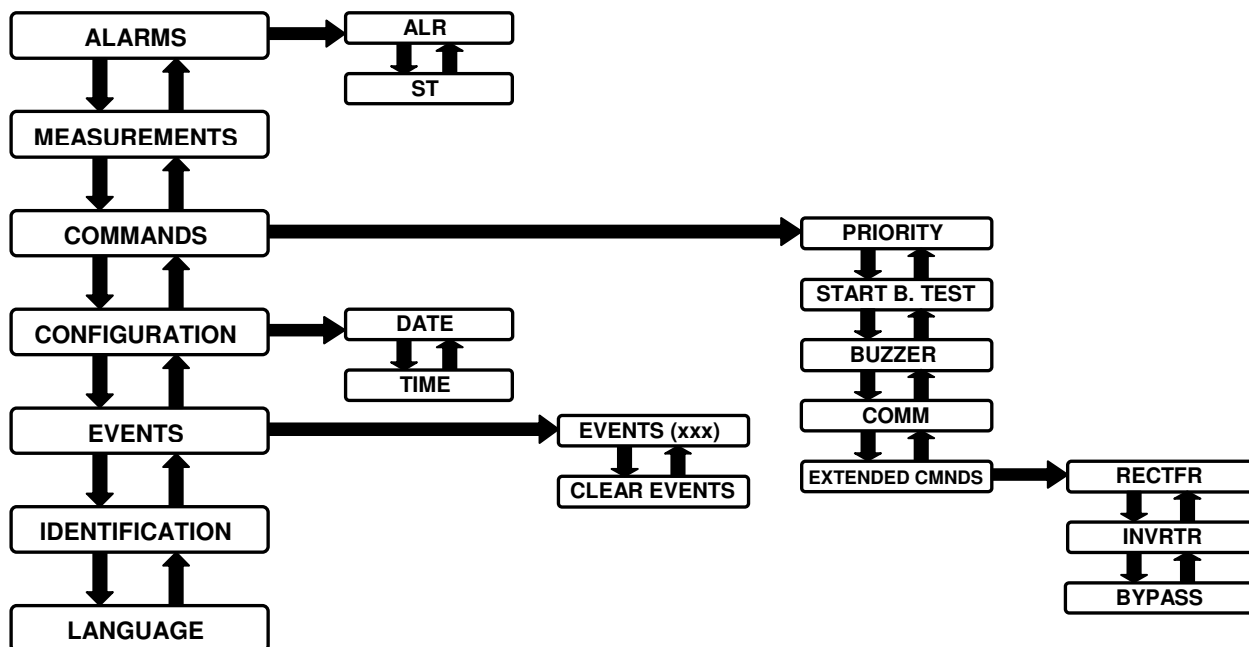 ALARMS
ALR
ST
MEASUREMENTS
COMMANDS
PRIORITY
START B. TEST
BUZZER
COMM
EXTENDED CMNDS
RECTFR
INVRTR
BYPASS
CONFIGURATION
DATE
TIME
EVENTS
EVENTS (xxx)
CLEAR EVENTS
IDENTIFICATION
LANGUAGE